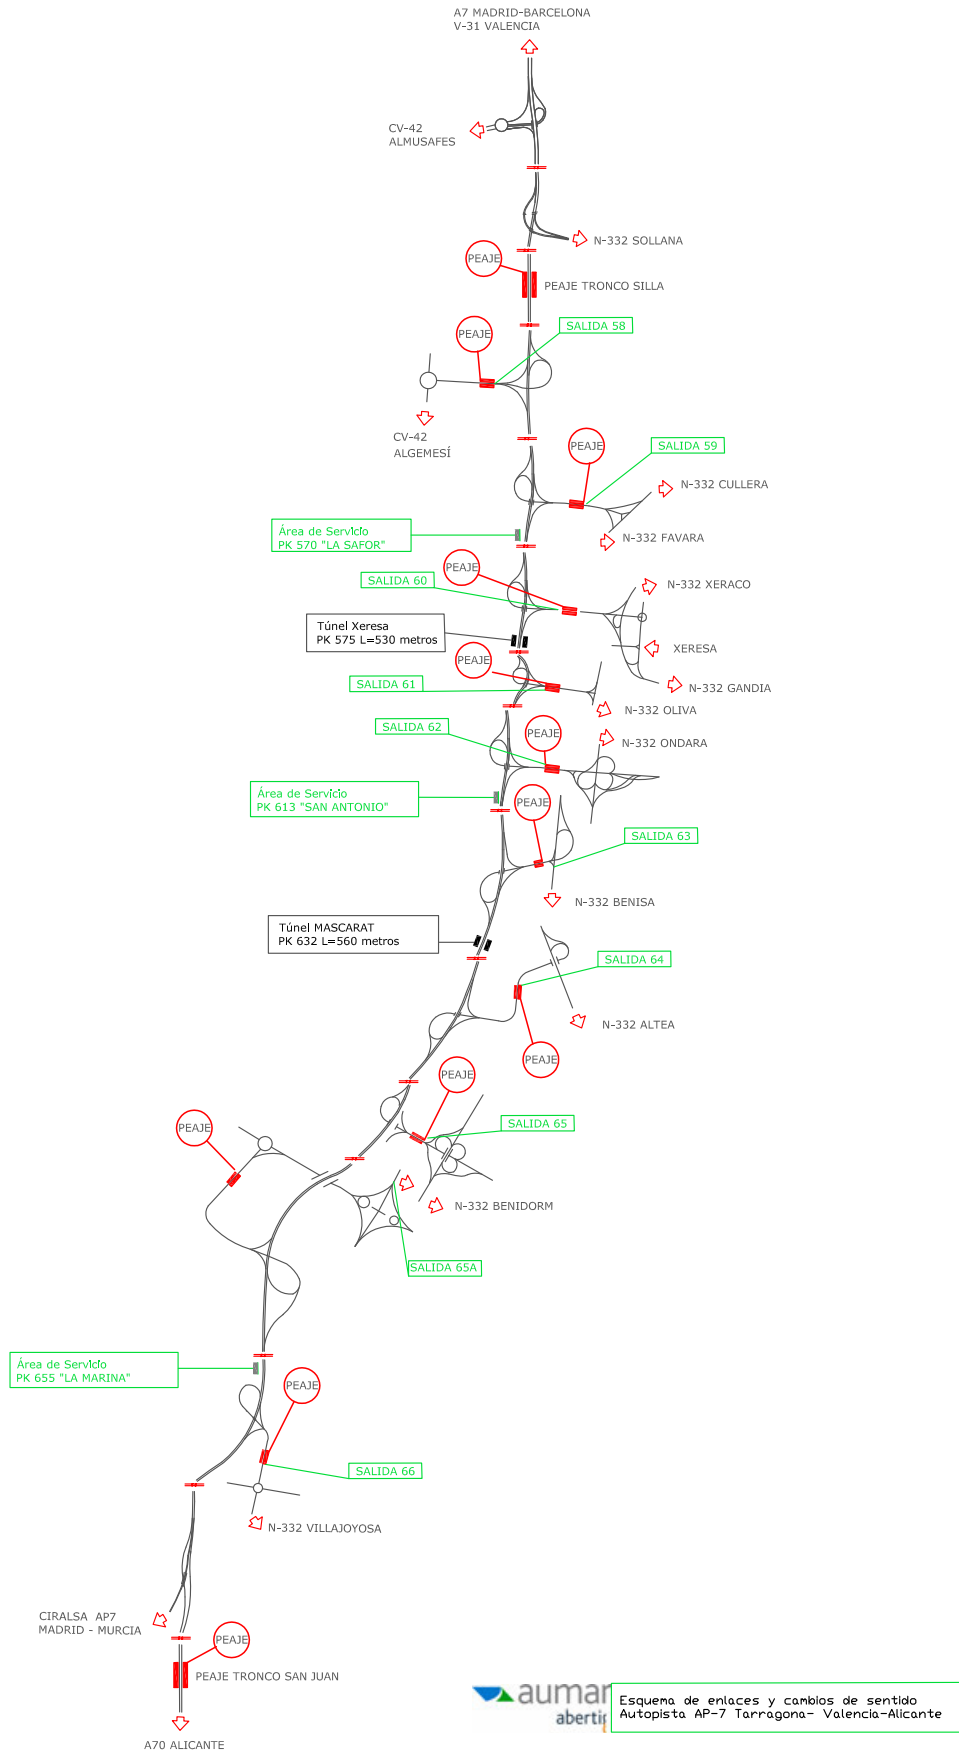 A7 MADRID-BARCELONA
V-31 VALENCIA
CV-42
ALMUSAFES
N-332 SOLLANA
PEAJE
PEAJE TRONCO SILLA
SALIDA 58
PEAJE
CV-42
ALGEMESÍ
PEAJE
SALIDA 59
N-332 CULLERA
Área de Servicio
PK 570 "LA SAFOR"
N-332 FAVARA
PEAJE
SALIDA 60
N-332 XERACO
Túnel Xeresa
PK 575 L=530 metros
XERESA
PEAJE
SALIDA 61
N-332 GANDIA
N-332 OLIVA
SALIDA 62
PEAJE
N-332 ONDARA
Área de Servicio
PK 613 "SAN ANTONIO"
PEAJE
SALIDA 63
N-332 BENISA
Túnel MASCARAT
PK 632 L=560 metros
SALIDA 64
N-332 ALTEA
PEAJE
PEAJE
SALIDA 65
PEAJE
N-332 BENIDORM
SALIDA 65A
Área de Servicio
PK 655 "LA MARINA"
PEAJE
SALIDA 66
N-332 VILLAJOYOSA
CIRALSA AP7
MADRID - MURCIA
PEAJE
PEAJE TRONCO SAN JUAN
A70 ALICANTE
aumar
abertis
Esquema de enlaces y cambios de sentido
Autopista AP-7 Tarragona- Valencia-Alicante